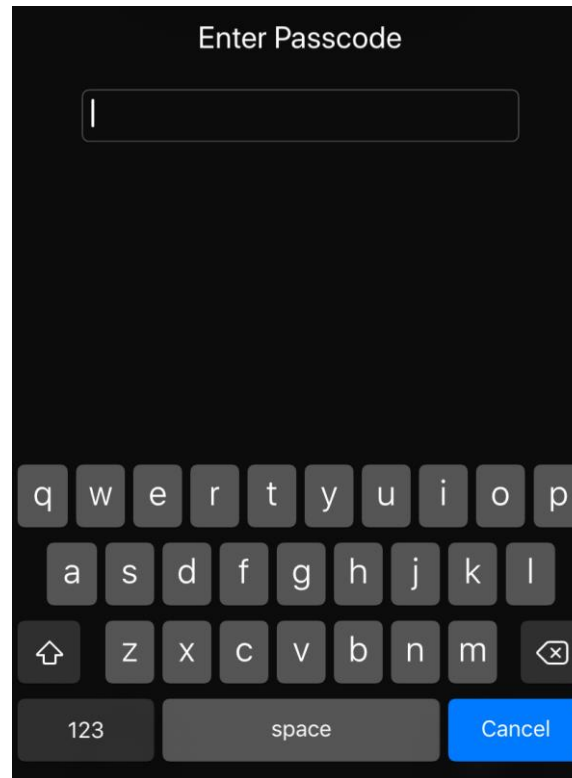 Enter Passcode
q w e r t y u i o p
a s d f g h j k l
z x c v b n m
123 space Cancel